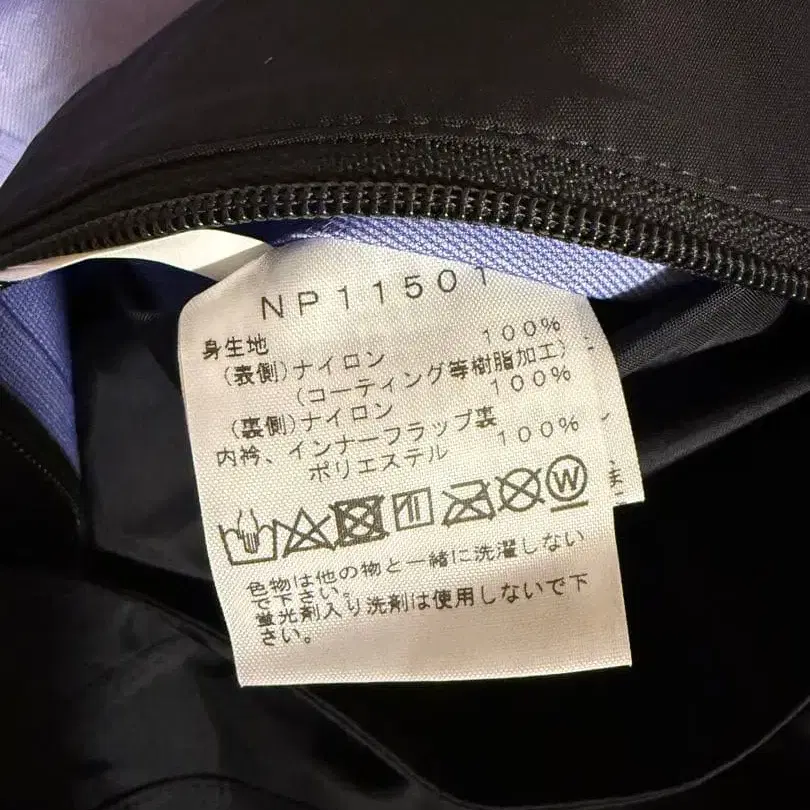 NP11501
身生地
(表側)ナイロン 100%
(コーティング等樹脂加工)
(裏側)ナイロン 100%
内衿、インナーフラップ裏
ポリエステル 100%
W
色物は他の物と一緒に洗濯しない
で下さい。
蛍光剤入り洗剤は使用しないで下
さい。